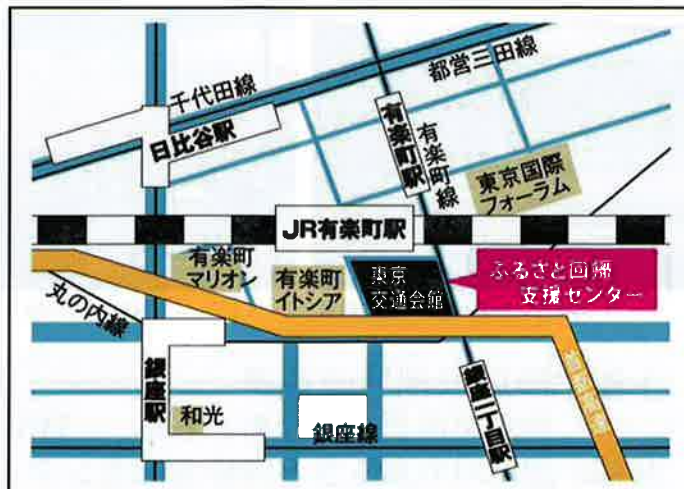 千代田線
都営三田線
日比谷駅
有楽町駅
有楽町線
東京国際
フォーラム
JR有楽町駅
有楽町
マリオン
有楽町
イトシア
東京
交通会館
ふるさと回帰
支援センター
丸の内線
銀座駅
和光
銀座線
銀座一丁目駅